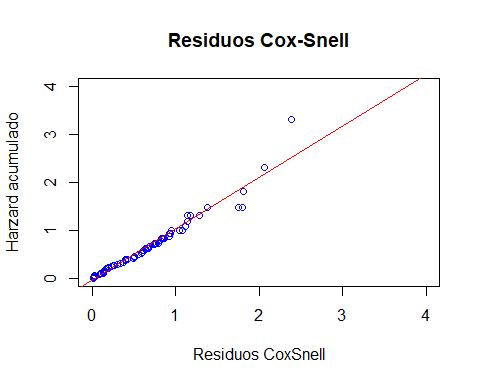 Residuos Cox-Snell
Harzard acumulado
4
3
2
1
0
0 1 2 3 4
Residuos CoxSnell